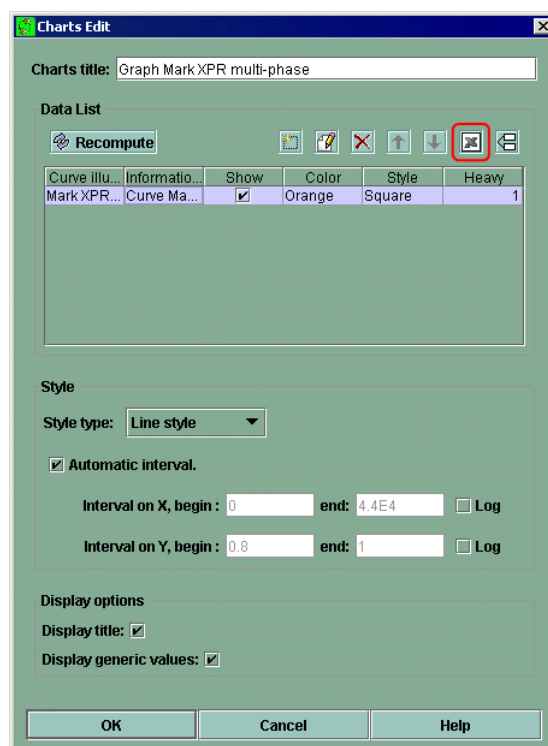 Charts Edit
Charts title: Graph Mark XPR multi-phase
Data List
Recompute
Curve illu... Informatio... Show Color Style Heavy
Mark XPR... Curve Ma... Orange Square 1
Style
Style type: Line style
Automatic interval.
Interval on X, begin : 0 end: 4.4E4 Log
Interval on Y, begin : 0.8 end: 1 Log
Display options
Display title:
Display generic values:
OK Cancel Help